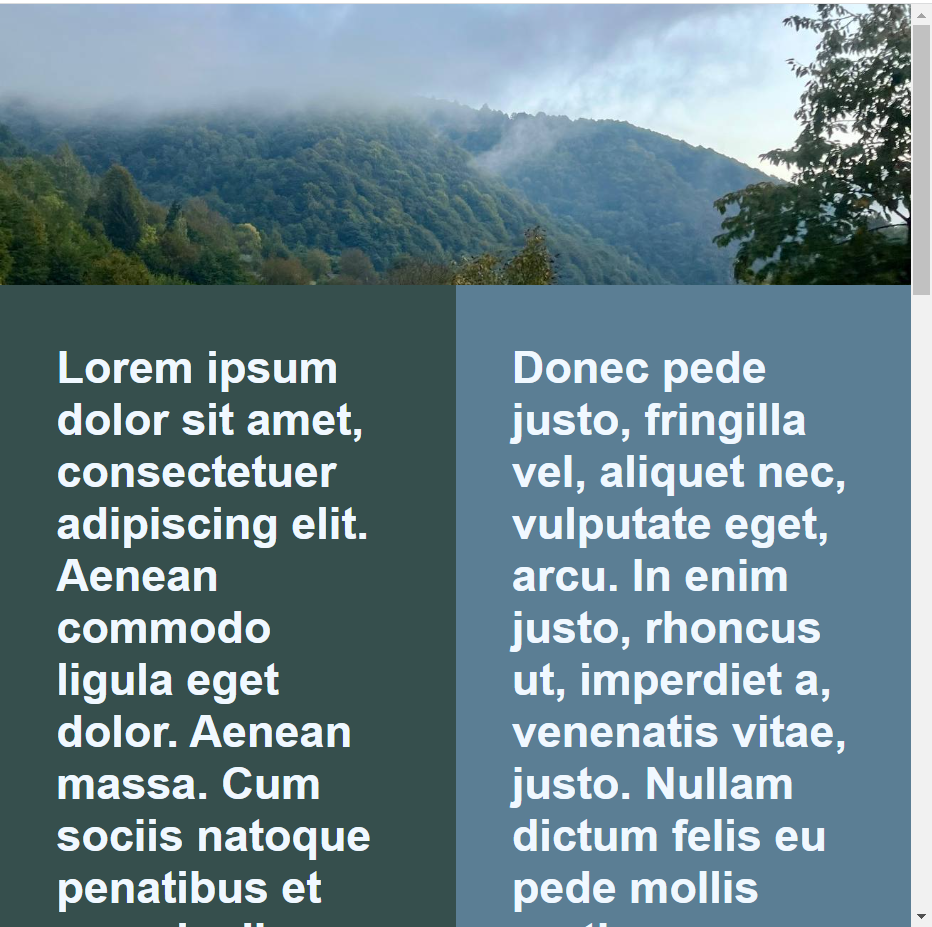 Lorem ipsum
dolor sit amet,
consectetuer
adipiscing elit.
Aenean
commodo
ligula eget
dolor. Aenean
massa. Cum
sociis natoque
penatibus et
Donec pede
justo, fringilla
vel, aliquet nec,
vulputate eget,
arcu. In enim
justo, rhoncus
ut, imperdiet a,
venenatis vitae,
justo. Nullam
dictum felis eu
pede mollis